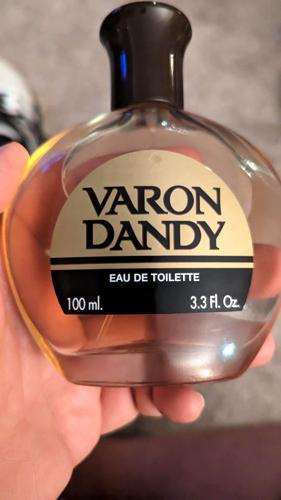 VARON
DANDY
EAU DE TOILETTE
100 ml. 3.3 Fl. Oz.